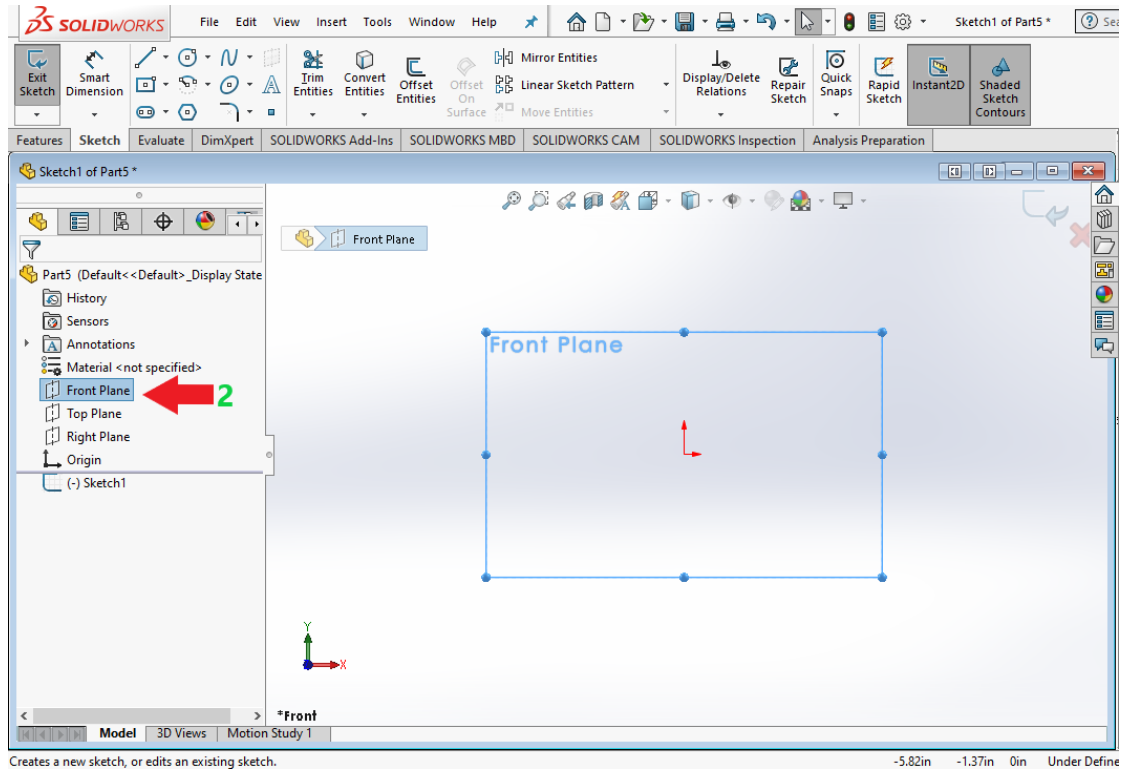 SOLIDWORKS File Edit View Insert Tools Window Help Sketch1 of Part5 * ? Sea
Exit Sketch Smart Dimension Trim Entities Convert Entities Offset Entities Offset On Surface Mirror Entities Linear Sketch Pattern Move Entities Display/Delete Relations Repair Sketch Quick Snaps Rapid Sketch Instant2D Shaded Sketch Contours
Features Sketch Evaluate DimXpert SOLIDWORKS Add-Ins SOLIDWORKS MBD SOLIDWORKS CAM SOLIDWORKS Inspection Analysis Preparation
Sketch1 of Part5 *
Front Plane
Part5 (Default<<Default>_Display State
History
Sensors
Annotations
Front Plane
Material <not specified>
Front Plane 2
Top Plane
Right Plane
Origin
(-) Sketch1
Y
X
*Front
Model 3D Views Motion Study 1
Creates a new sketch, or edits an existing sketch. -5.82in -1.37in 0in Under Define